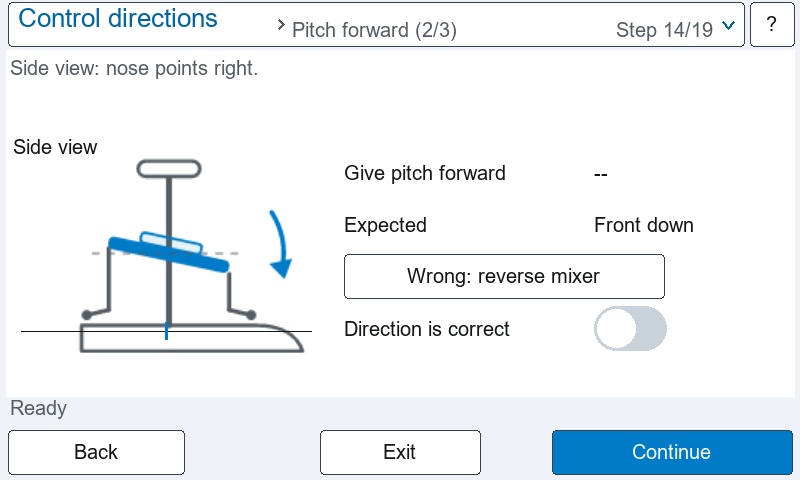 Control directions > Pitch forward (2/3) Step 14/19 ?
Side view: nose points right.
Side view
Give pitch forward --
Expected Front down
Wrong: reverse mixer
Direction is correct
Ready
Back Exit Continue